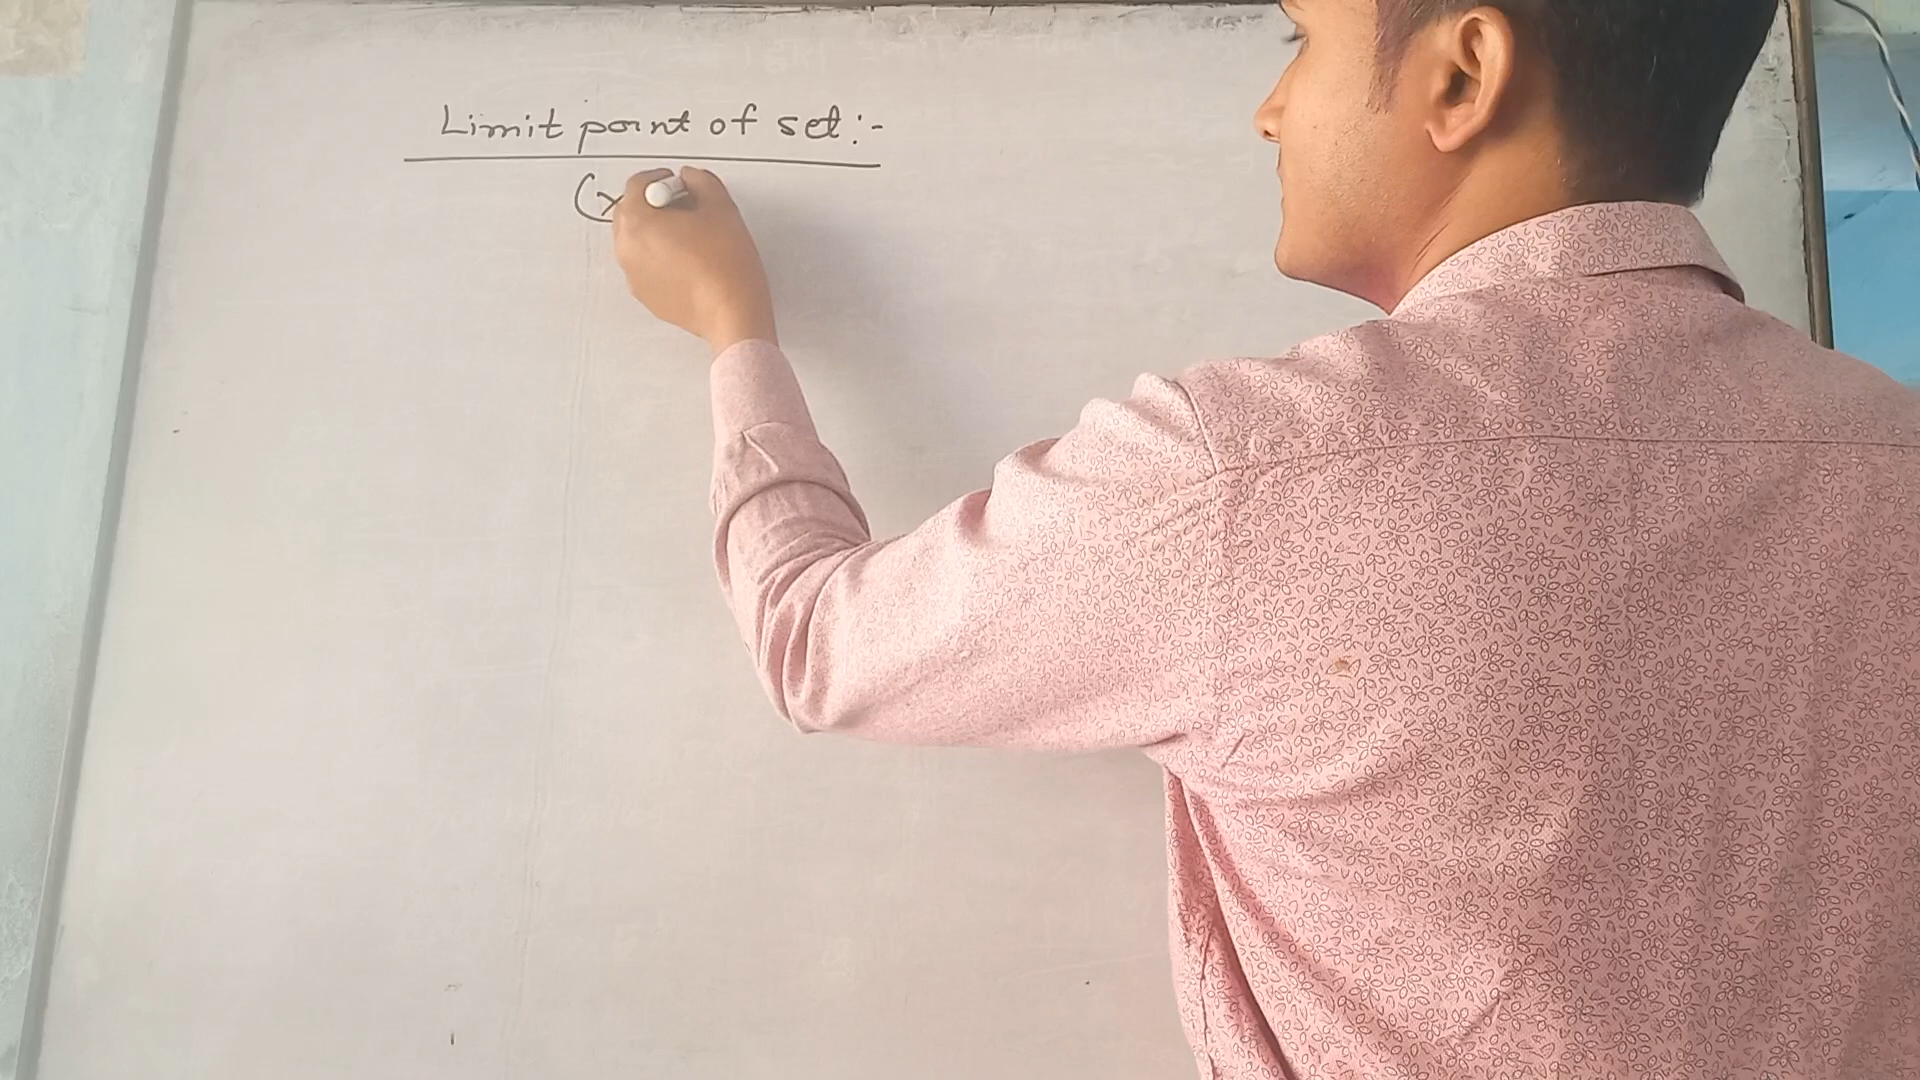 Limit point of set:-
(x